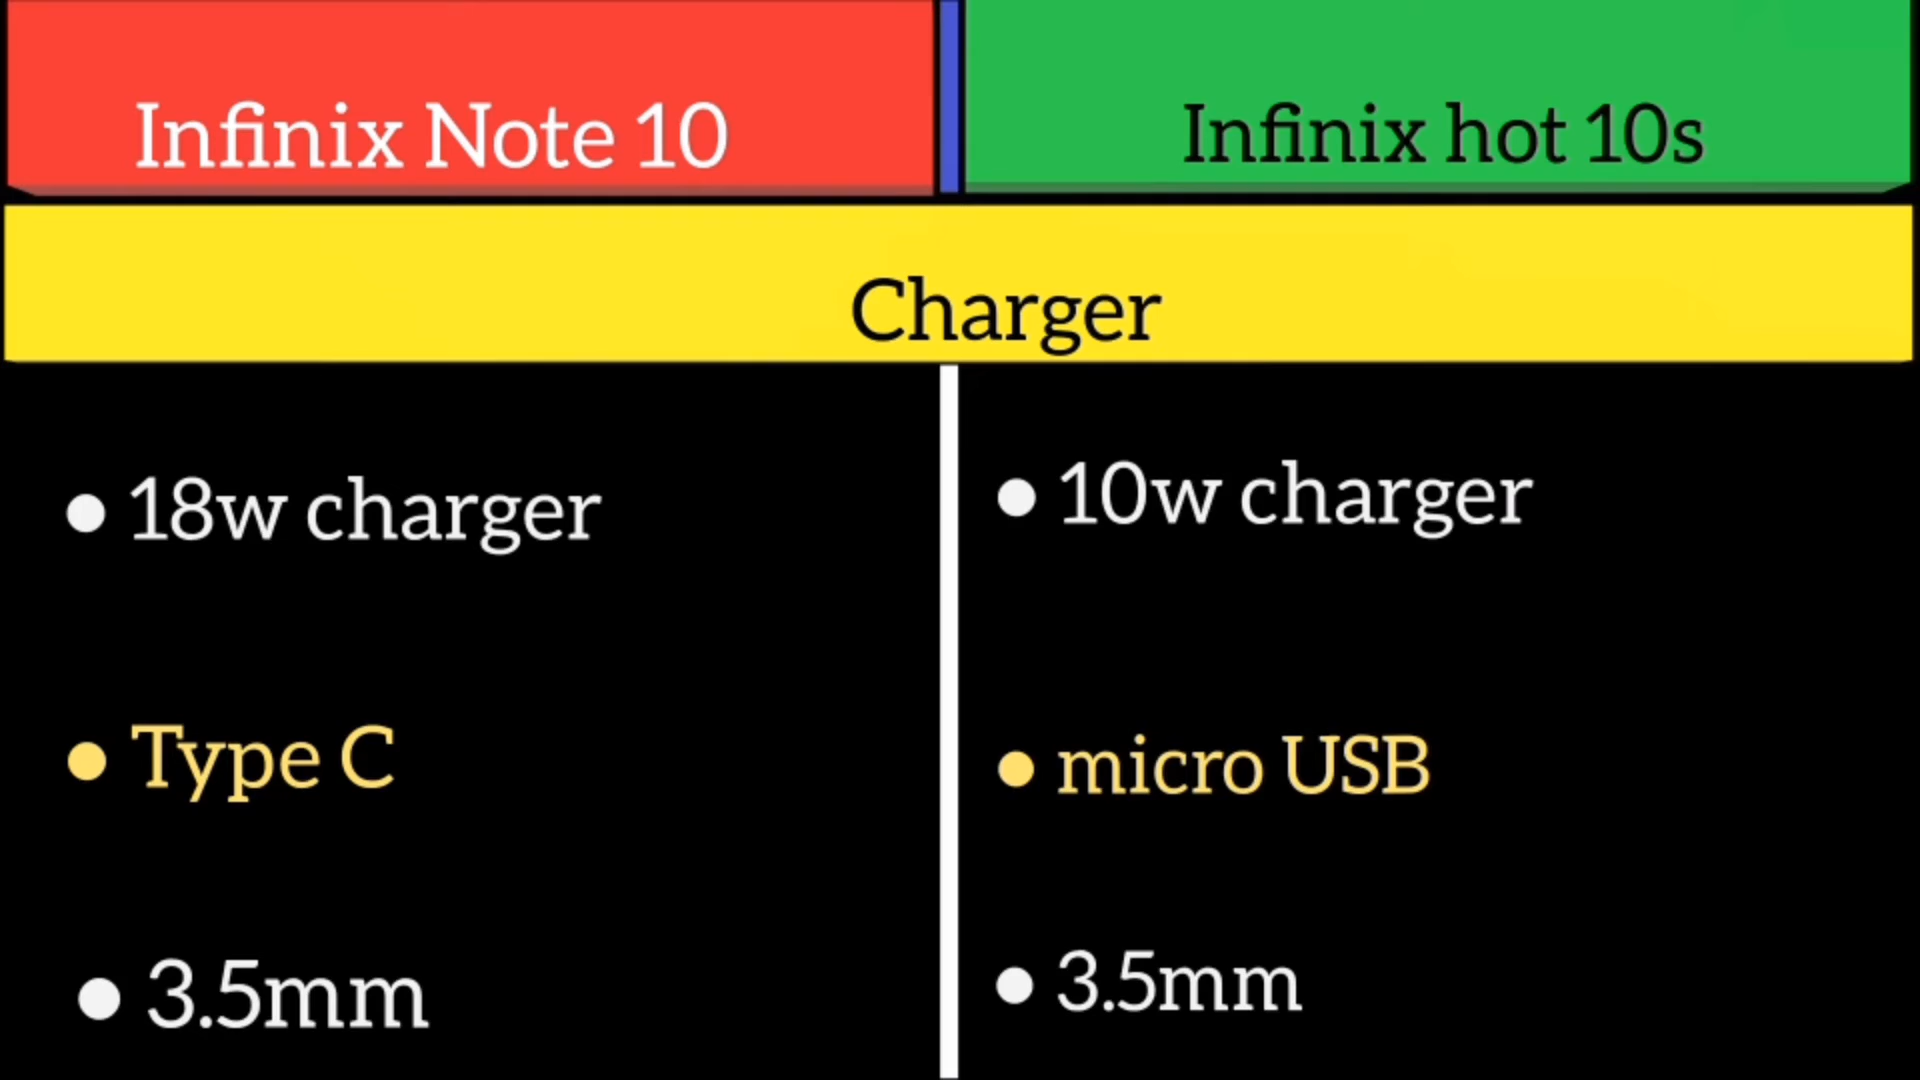 Infinix Note 10
Infinix hot 10s
Charger
18w charger
10w charger
Type C
micro USB
3.5mm
3.5mm